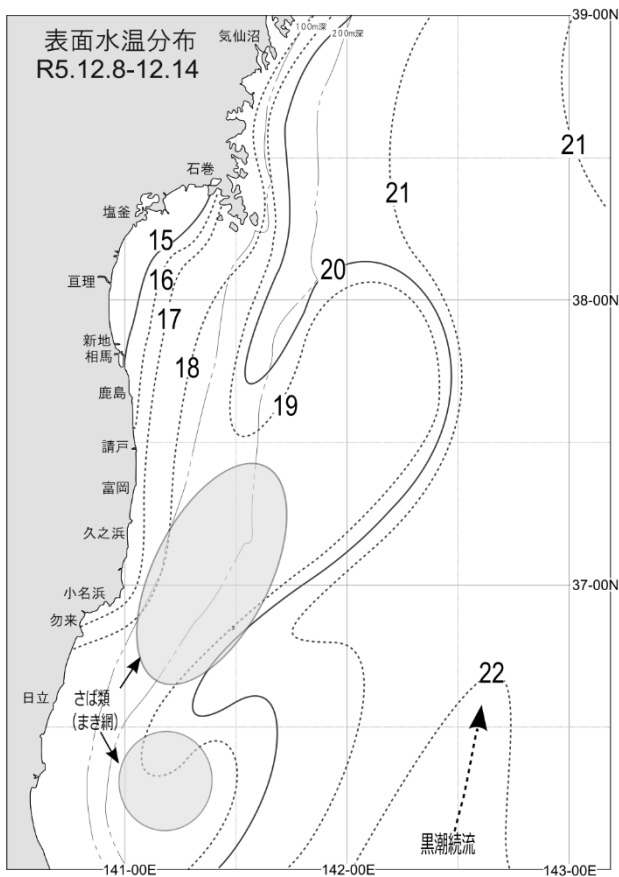 表面水温分布
R5.12.8-12.14
気仙沼
100m深
200m深
39-00N
石巻
21
21
塩釜
15
亘理
16
20
38-00N
17
新地
相馬
18
鹿島
19
請戸
富岡
久之浜
小名浜
37-00N
勿来
22
日立
さば類
(まき網)
黒潮続流
141-00E
142-00E
143-00E